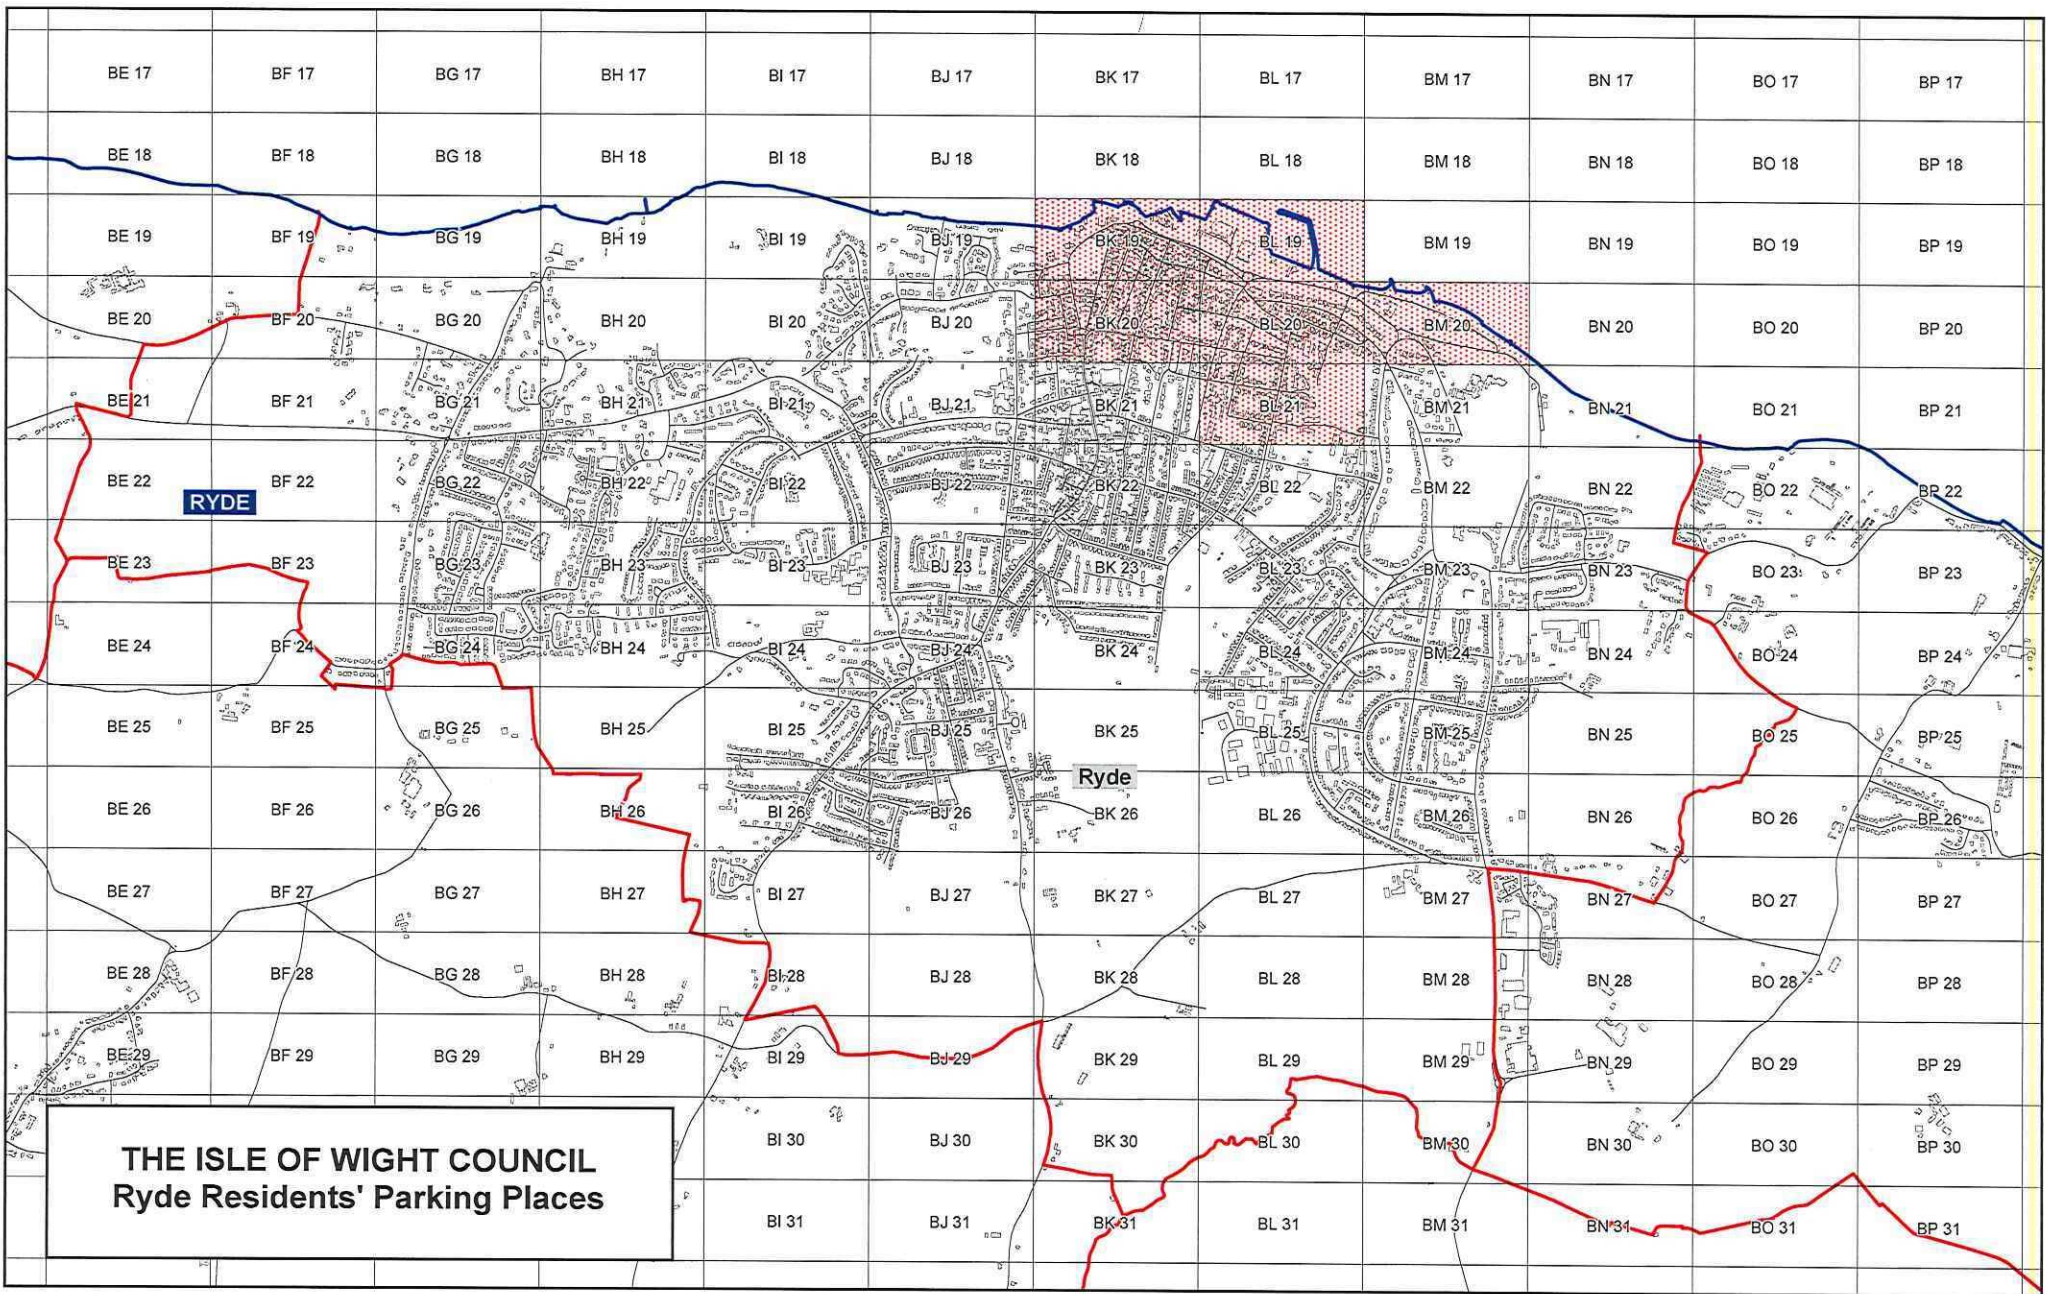 BE 17 BF 17 BG 17 BH 17 BI 17 BJ 17 BK 17 BL 17 BM 17 BN 17 BO 17 BP 17
BE 18 BF 18 BG 18 BH 18 BI 18 BJ 18 BK 18 BL 18 BM 18 BN 18 BO 18 BP 18
BE 19 BF 19 BG 19 BH 19 BI 19 BJ 19 BK 19 BL 19 BM 19 BN 19 BO 19 BP 19
BE 20 BF 20 BG 20 BH 20 BI 20 BJ 20 BK 20 BL 20 BM 20 BN 20 BO 20 BP 20
BE 21 BF 21 BG 21 BH 21 BI 21 BJ 21 BK 21 BL 21 BM 21 BN 21 BO 21 BP 21
BE 22 BF 22 BG 22 BH 22 BI 22 BJ 22 BK 22 BL 22 BM 22 BN 22 BO 22 BP 22
RYDE
BE 23 BF 23 BG 23 BH 23 BI 23 BJ 23 BK 23 BL 23 BM 23 BN 23 BO 23 BP 23
BE 24 BF 24 BG 24 BH 24 BI 24 BJ 24 BK 24 BL 24 BM 24 BN 24 BO 24 BP 24
BE 25 BF 25 BG 25 BH 25 BI 25 BJ 25 BK 25 BL 25 BM 25 BN 25 BO 25 BP 25
Ryde
BE 26 BF 26 BG 26 BH 26 BI 26 BJ 26 BK 26 BL 26 BM 26 BN 26 BO 26 BP 26
BE 27 BF 27 BG 27 BH 27 BI 27 BJ 27 BK 27 BL 27 BM 27 BN 27 BO 27 BP 27
BE 28 BF 28 BG 28 BH 28 BI 28 BJ 28 BK 28 BL 28 BM 28 BN 28 BO 28 BP 28
BE 29 BF 29 BG 29 BH 29 BI 29 BJ 29 BK 29 BL 29 BM 29 BN 29 BO 29 BP 29
BI 30 BJ 30 BK 30 BL 30 BM 30 BN 30 BO 30 BP 30
BI 31 BJ 31 BK 31 BL 31 BM 31 BN 31 BO 31 BP 31
THE ISLE OF WIGHT COUNCIL
Ryde Residents' Parking Places